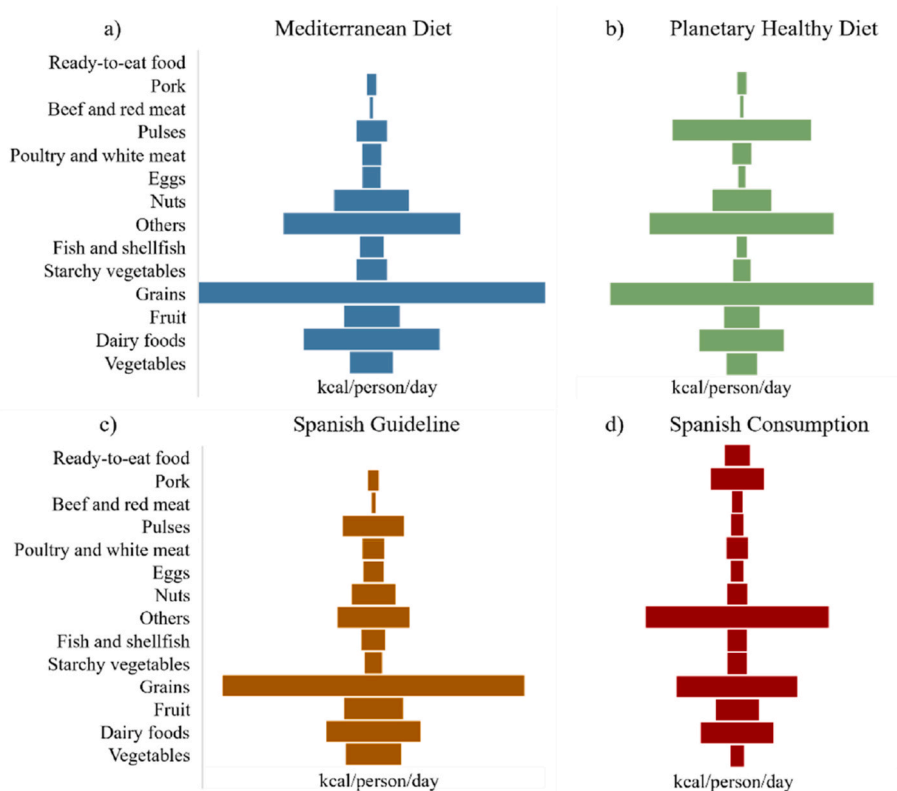 a) Mediterranean Diet
b) Planetary Healthy Diet
Ready-to-eat food
Pork
Beef and red meat
Pulses
Poultry and white meat
Eggs
Nuts
Others
Fish and shellfish
Starchy vegetables
Grains
Fruit
Dairy foods
Vegetables
kcal/person/day
kcal/person/day
c) Spanish Guideline
d) Spanish Consumption
Ready-to-eat food
Pork
Beef and red meat
Pulses
Poultry and white meat
Eggs
Nuts
Others
Fish and shellfish
Starchy vegetables
Grains
Fruit
Dairy foods
Vegetables
kcal/person/day
kcal/person/day